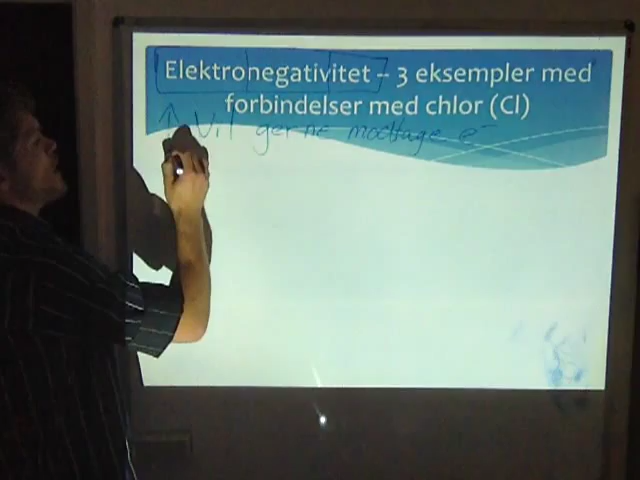 Elektronegativitet – 3 eksempler med
forbindelser med chlor (Cl)
Vil gerne modtage e⁻